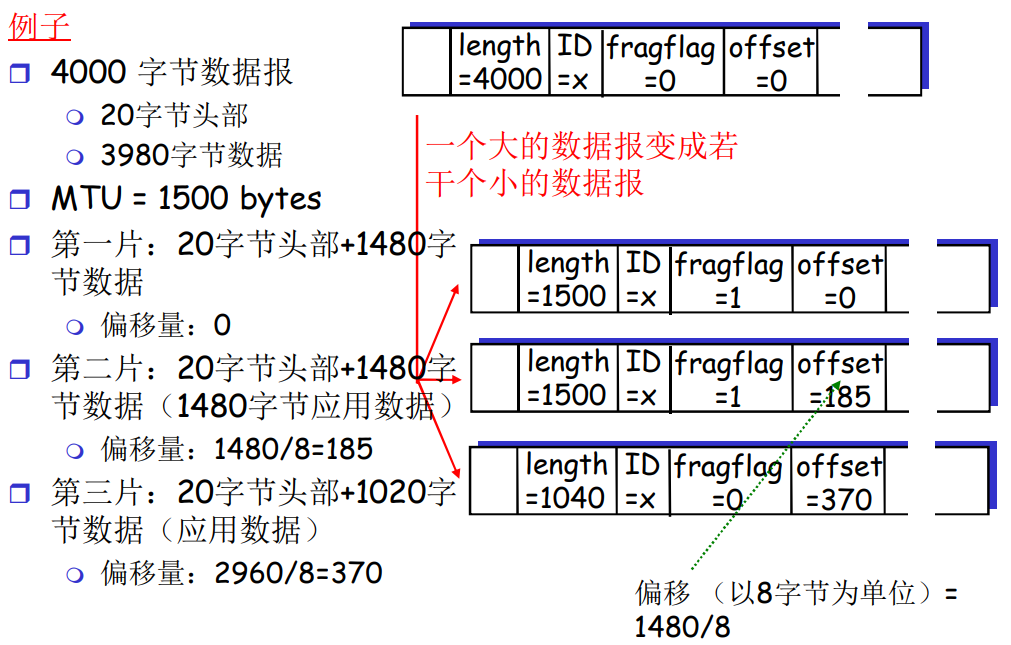 例子
4000 字节数据报
20字节头部
3980字节数据
MTU = 1500 bytes
第一片：20字节头部+1480字
节数据
偏移量：0
第二片：20字节头部+1480字
节数据（1480字节应用数据）
偏移量：1480/8=185
第三片：20字节头部+1020字
节数据（应用数据）
偏移量：2960/8=370
length ID fragflag offset
=4000 =x =0 =0
一个大的数据报变成若
干个小的数据报
length ID fragflag offset
=1500 =x =1 =0
length ID fragflag offset
=1500 =x =1 =185
length ID fragflag offset
=1040 =x =0 =370
偏移 （以8字节为单位）=
1480/8